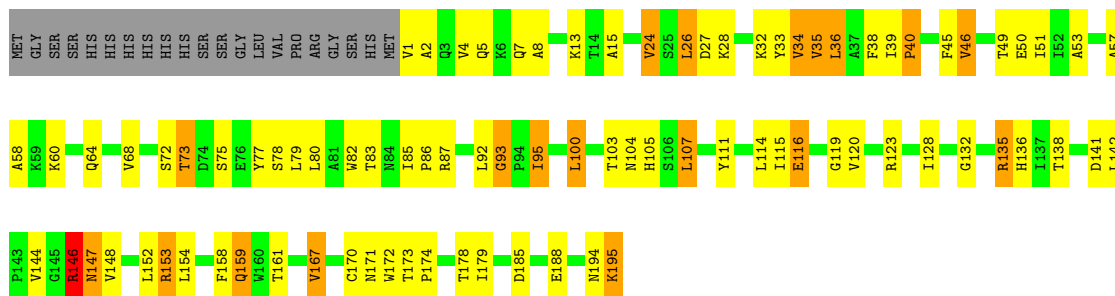 MET GLY SER SER HIS HIS HIS HIS HIS HIS SER SER GLY LEU VAL PRO ARG GLY SER HIS MET V1 A2 Q3 V4 Q5 K6 Q7 A8 K13 T14 A15 V24 S25 L26 D27 K28 K32 Y33 V34 V35 L36 A37 F38 I39 P40 F45 V46 T49 E50 I51 I52 A53 A57
A58 K59 K60 Q64 V68 S72 T73 D74 S75 E76 Y77 S78 L79 L80 A81 W82 T83 N84 I85 P86 R87 L92 G93 P94 I95 L100 T103 N104 H105 S106 L107 Y111 L114 I115 E116 G119 V120 R123 I128 G132 R135 H136 I137 T138 D141 L142
P143 V144 G145 R146 N147 V148 L152 R153 L154 F158 Q159 W160 T161 V167 C170 N171 W172 T173 P174 T178 I179 D185 E188 N194 K195